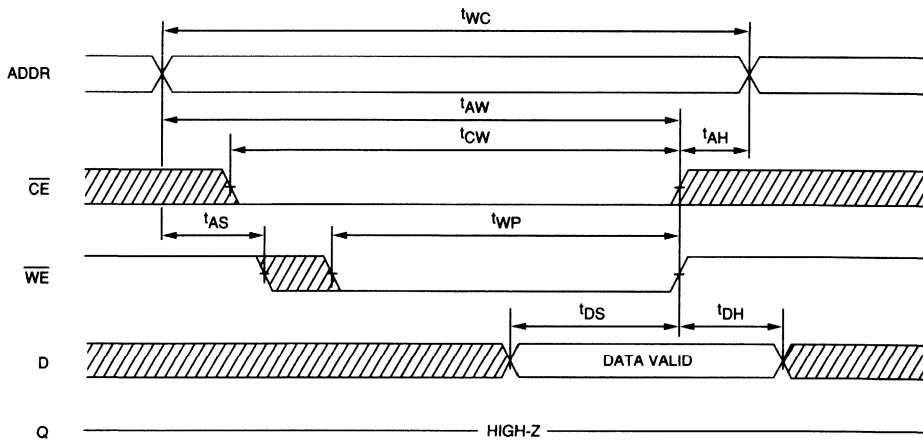 tWC
ADDR
tAW
tCW
tAH
CE
tAS
tWP
WE
tDS
tDH
D
DATA VALID
Q
HIGH-Z